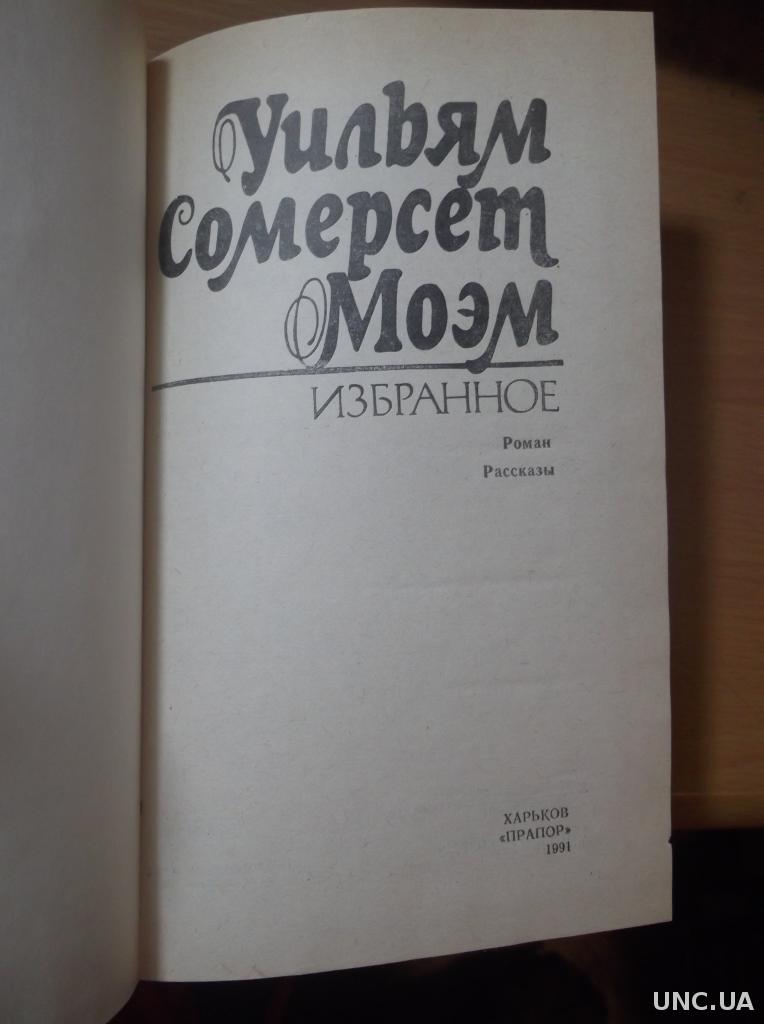 Уильям
Сомерсет
Моэм
ИЗБРАННОЕ
Роман
Рассказы
ХАРЬКОВ
«ПРАПОР»
1991
UNC.UA